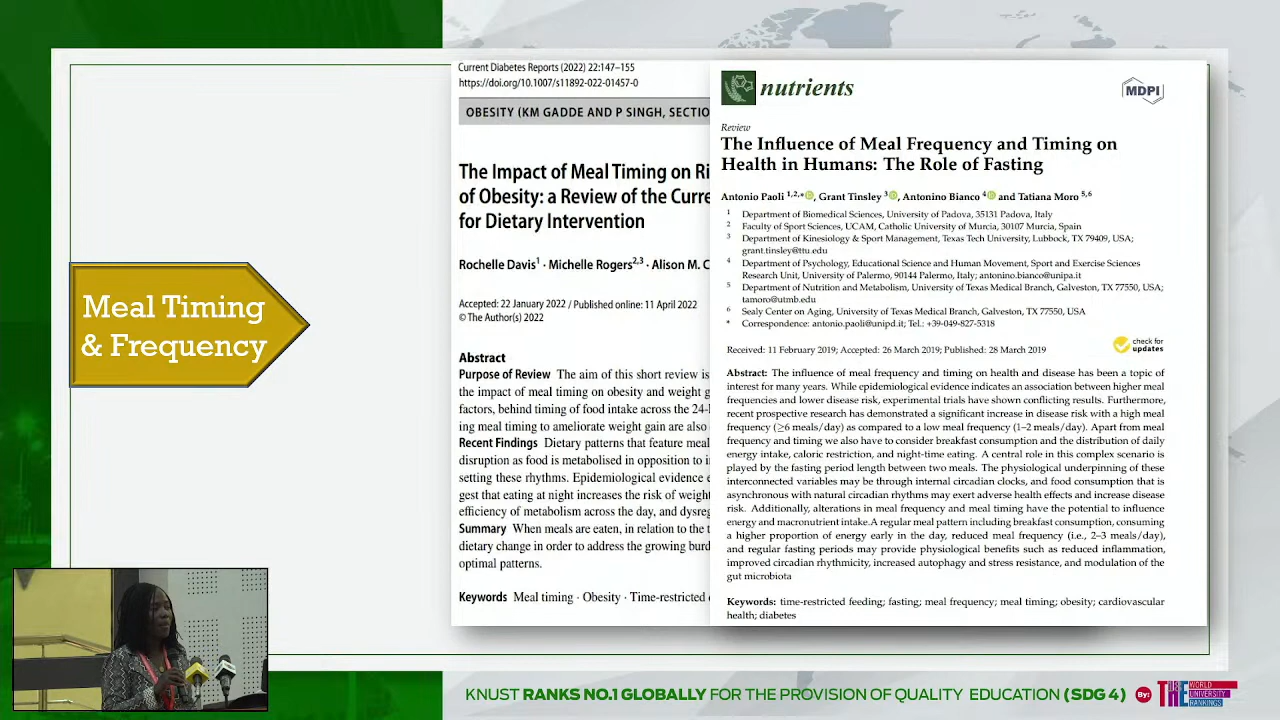 Meal Timing
& Frequency
Current Diabetes Reports (2022) 22:147–155
https://doi.org/10.1007/s11892-022-01457-0
OBESITY (KM GADDE AND P SINGH, SECTIO
The Impact of Meal Timing on Ri
of Obesity: a Review of the Curre
for Dietary Intervention
Rochelle Davis1 · Michelle Rogers2,3 · Alison M. C
Accepted: 22 January 2022 / Published online: 11 April 2022
© The Author(s) 2022
Abstract
Purpose of Review The aim of this short review is
the impact of meal timing on obesity and weight g
factors, behind timing of food intake across the 24-
ing meal timing to ameliorate weight gain are also
Recent Findings Dietary patterns that feature meal
disruption as food is metabolised in opposition to i
setting these rhythms. Epidemiological evidence e
gest that eating at night increases the risk of weight
efficiency of metabolism across the day, and dysreg
Summary When meals are eaten, in relation to the t
dietary change in order to address the growing burd
optimal patterns.
Keywords Meal timing · Obesity · Time-restricted
nutrients
MDPI
Review
The Influence of Meal Frequency and Timing on
Health in Humans: The Role of Fasting
Antonio Paoli 1,2,*, Grant Tinsley 3, Antonino Bianco 4 and Tatiana Moro 5,6
1 Department of Biomedical Sciences, University of Padova, 35131 Padova, Italy
2 Faculty of Sport Sciences, UCAM, Catholic University of Murcia, 30107 Murcia, Spain
3 Department of Kinesiology & Sport Management, Texas Tech University, Lubbock, TX 79409, USA;
grant.tinsley@ttu.edu
4 Department of Psychology, Educational Science and Human Movement, Sport and Exercise Sciences
Research Unit, University of Palermo, 90144 Palermo, Italy; antonino.bianco@unipa.it
5 Department of Nutrition and Metabolism, University of Texas Medical Branch, Galveston, TX 77550, USA;
tamoro@utmb.edu
6 Sealy Center on Aging, University of Texas Medical Branch, Galveston, TX 77550, USA
* Correspondence: antonio.paoli@unipd.it; Tel.: +39-049-827-5318
Received: 11 February 2019; Accepted: 26 March 2019; Published: 28 March 2019
check for
updates
Abstract: The influence of meal frequency and timing on health and disease has been a topic of
interest for many years. While epidemiological evidence indicates an association between higher meal
frequencies and lower disease risk, experimental trials have shown conflicting results. Furthermore,
recent prospective research has demonstrated a significant increase in disease risk with a high meal
frequency (≥6 meals/day) as compared to a low meal frequency (1–2 meals/day). Apart from meal
frequency and timing we also have to consider breakfast consumption and the distribution of daily
energy intake, caloric restriction, and night-time eating. A central role in this complex scenario is
played by the fasting period length between two meals. The physiological underpinning of these
interconnected variables may be through internal circadian clocks, and food consumption that is
asynchronous with natural circadian rhythms may exert adverse health effects and increase disease
risk. Additionally, alterations in meal frequency and meal timing have the potential to influence
energy and macronutrient intake.A regular meal pattern including breakfast consumption, consuming
a higher proportion of energy early in the day, reduced meal frequency (i.e., 2–3 meals/day),
and regular fasting periods may provide physiological benefits such as reduced inflammation,
improved circadian rhythmicity, increased autophagy and stress resistance, and modulation of the
gut microbiota
Keywords: time-restricted feeding; fasting; meal frequency; meal timing; obesity; cardiovascular
health; diabetes
KNUST RANKS NO.1 GLOBALLY FOR THE PROVISION OF QUALITY EDUCATION (SDG 4) By: THE WORLD
UNIVERSITY
RANKINGS